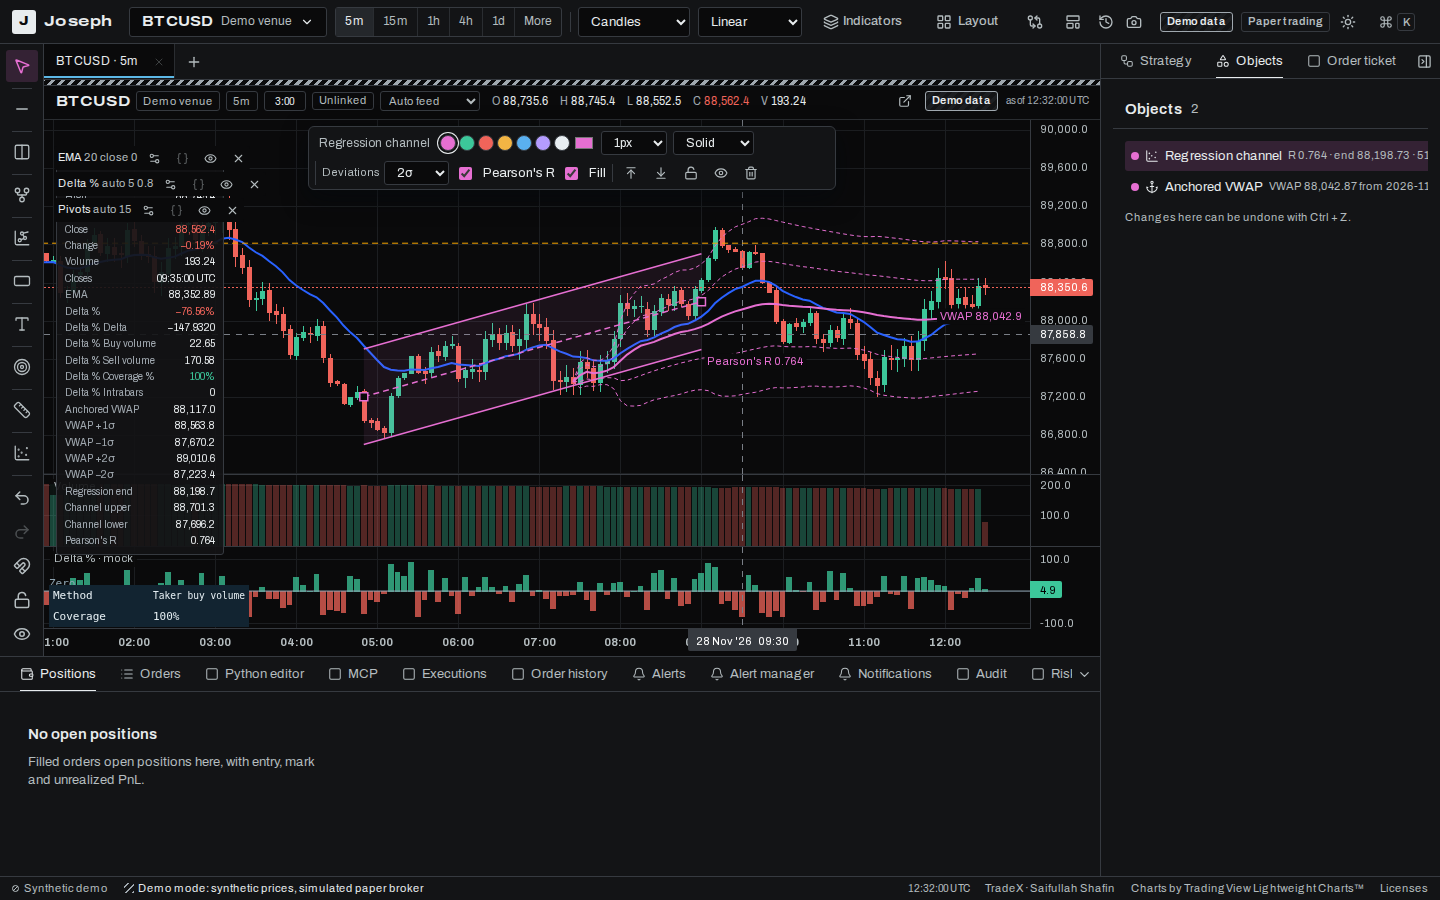 J Joseph BTCUSD Demo venue 5m 15m 1h 4h 1d More Candles Linear Indicators Layout Demo data Paper trading ⌘ K
BTCUSD · 5m × +
BTCUSD Demo venue 5m 3:00 Unlinked Auto feed O 88,735.6 H 88,745.4 L 88,552.5 C 88,562.4 V 193.24 Demo data as of 12:32:00 UTC
Regression channel 1px Solid
Deviations 2σ Pearson's R Fill
EMA 20 close 0 { }
Delta % auto 5 0.8 { }
Pivots auto 15 { }
Close 88,562.4
Change −0.19%
Volume 193.24
Closes 09:35:00 UTC
EMA 88,352.89
Delta % −76.56%
Delta % Delta −147.9320
Delta % Buy volume 22.65
Delta % Sell volume 170.58
Delta % Coverage % 100%
Delta % Intrabars 0
Anchored VWAP 88,117.0
VWAP +1σ 88,563.8
VWAP −1σ 87,670.2
VWAP +2σ 89,010.6
VWAP −2σ 87,223.4
Regression end 88,198.7
Channel upper 88,701.3
Channel lower 87,696.2
Pearson's R 0.764
VWAP 88,042.9
Pearson's R 0.764
90,000.0
89,600.0
89,200.0
88,800.0
88,350.6
88,000.0
87,858.8
87,600.0
87,200.0
86,800.0
86,400.0
200.0
100.0
Delta % · mock
Zero
Method Taker buy volume
Coverage 100%
100.0
4.9
-100.0
1:00 02:00 03:00 04:00 05:00 06:00 07:00 08:00 28 Nov '26 09:30 11:00 12:00
Strategy Objects Order ticket
Objects 2
Regression channel R 0.764 · end 88,198.73 · 51
Anchored VWAP VWAP 88,042.87 from 2026-11
Changes here can be undone with Ctrl + Z.
Positions Orders Python editor MCP Executions Order history Alerts Alert manager Notifications Audit Risl
No open positions
Filled orders open positions here, with entry, mark
and unrealized PnL.
Synthetic demo Demo mode: synthetic prices, simulated paper broker 12:32:00 UTC TradeX · Saifullah Shafin Charts by TradingView Lightweight Charts™ Licenses